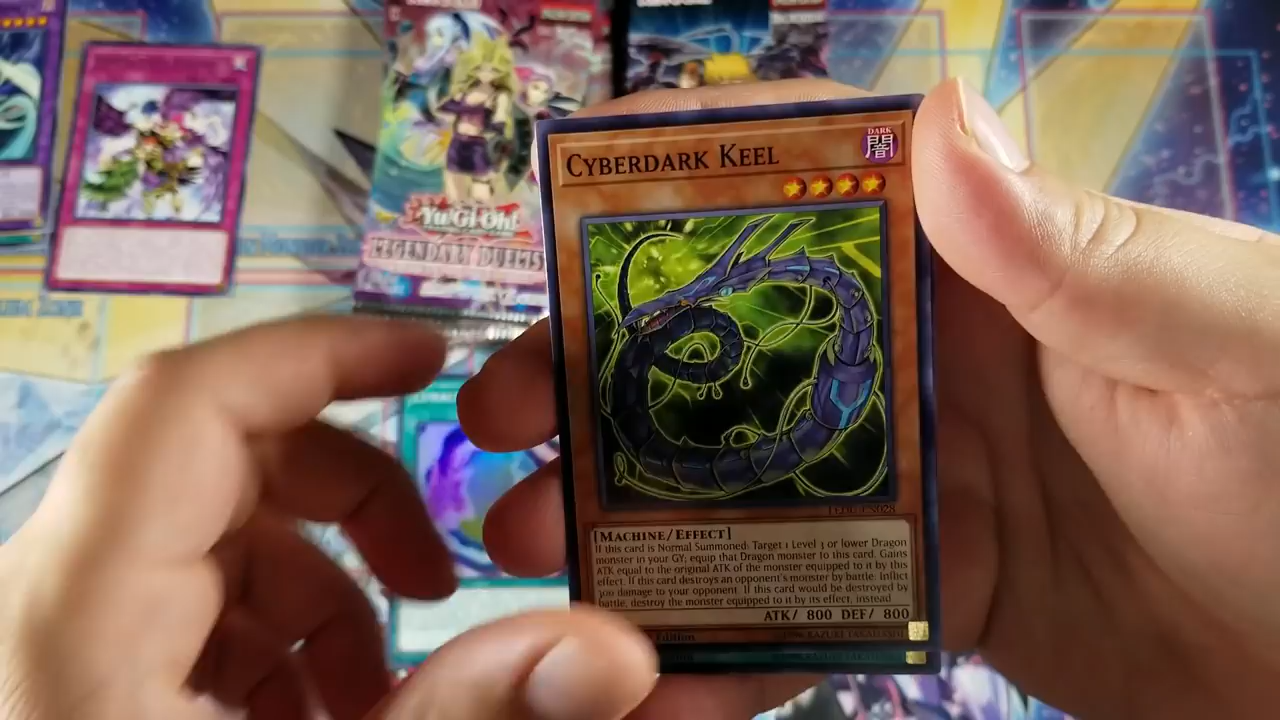 CYBERDARK KEEL
DARK
闇
Yu-Gi-Oh!
LEGENDARY DUELIS
[MACHINE/EFFECT]
If this card is Normal Summoned: Target 1 Level 3 or lower Dragon
monster in your GY; equip that Dragon monster to this card. Gains
ATK equal to the original ATK of the monster equipped to it by this
effect. If this card destroys an opponent's monster by battle: Inflict
300 damage to your opponent. If this card would be destroyed by
battle, destroy the monster equipped to it by its effect, instead
ATK/ 800 DEF/ 800
Edition